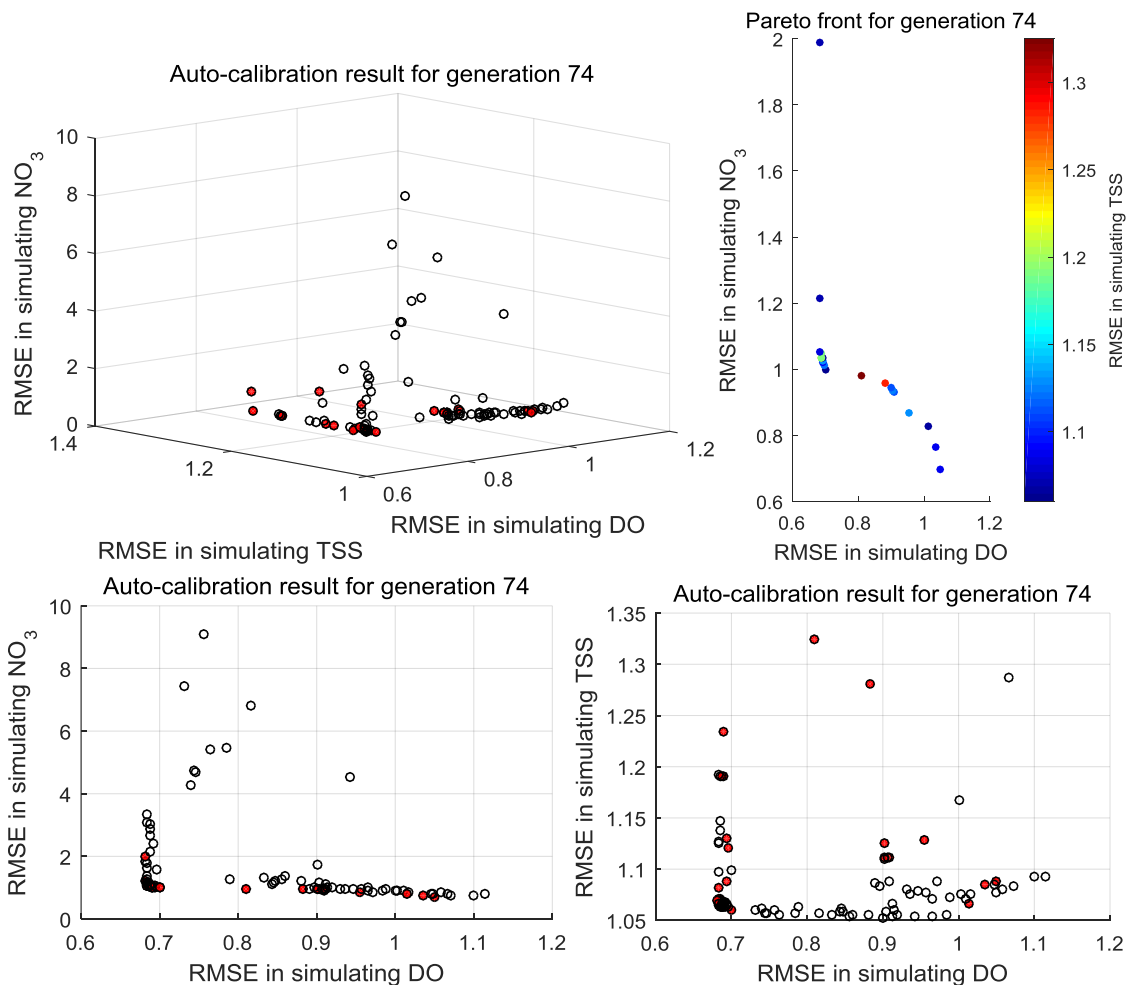 Auto-calibration result for generation 74
RMSE in simulating NO3
10
8
6
4
2
0
1.4
1.2
1
0.6
0.8
1
1.2
RMSE in simulating DO
RMSE in simulating TSS
Pareto front for generation 74
RMSE in simulating NO3
2
1.8
1.6
1.4
1.2
1
0.8
0.6
0.6 0.8 1 1.2
RMSE in simulating DO
1.3
1.25
1.2
1.15
1.1
RMSE in simulating TSS
Auto-calibration result for generation 74
RMSE in simulating NO3
10
8
6
4
2
0
0.6 0.7 0.8 0.9 1.0 1.1 1.2
RMSE in simulating DO
Auto-calibration result for generation 74
RMSE in simulating TSS
1.35
1.3
1.25
1.2
1.15
1.1
1.05
0.6 0.7 0.8 0.9 1 1.1 1.2
RMSE in simulating DO